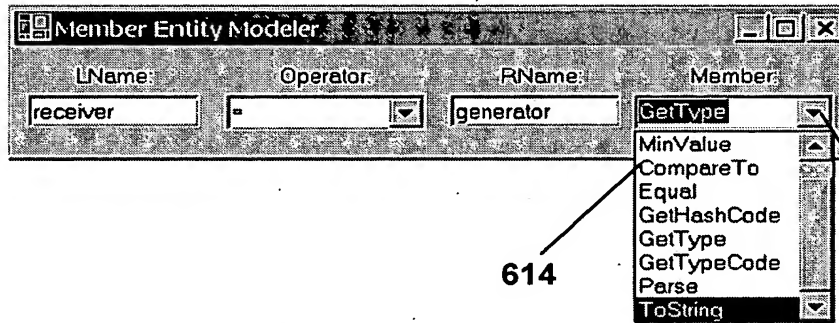 Member Entity Modeler
LName: Operator: RName: Member:
receiver = generator GetType
MinValue
CompareTo
Equal
GetHashCode
GetType
GetTypeCode
Parse
ToString
614